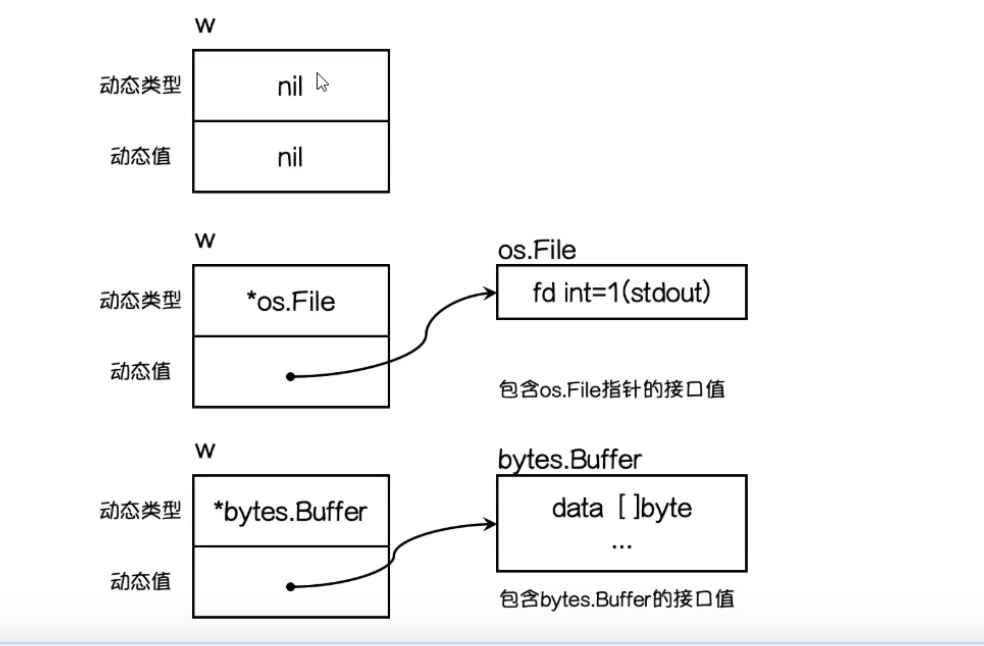 w
动态类型
nil
动态值
nil
w
os.File
动态类型
*os.File
fd int=1(stdout)
动态值
包含os.File指针的接口值
w
bytes.Buffer
动态类型
*bytes.Buffer
data []byte
...
动态值
包含bytes.Buffer的接口值